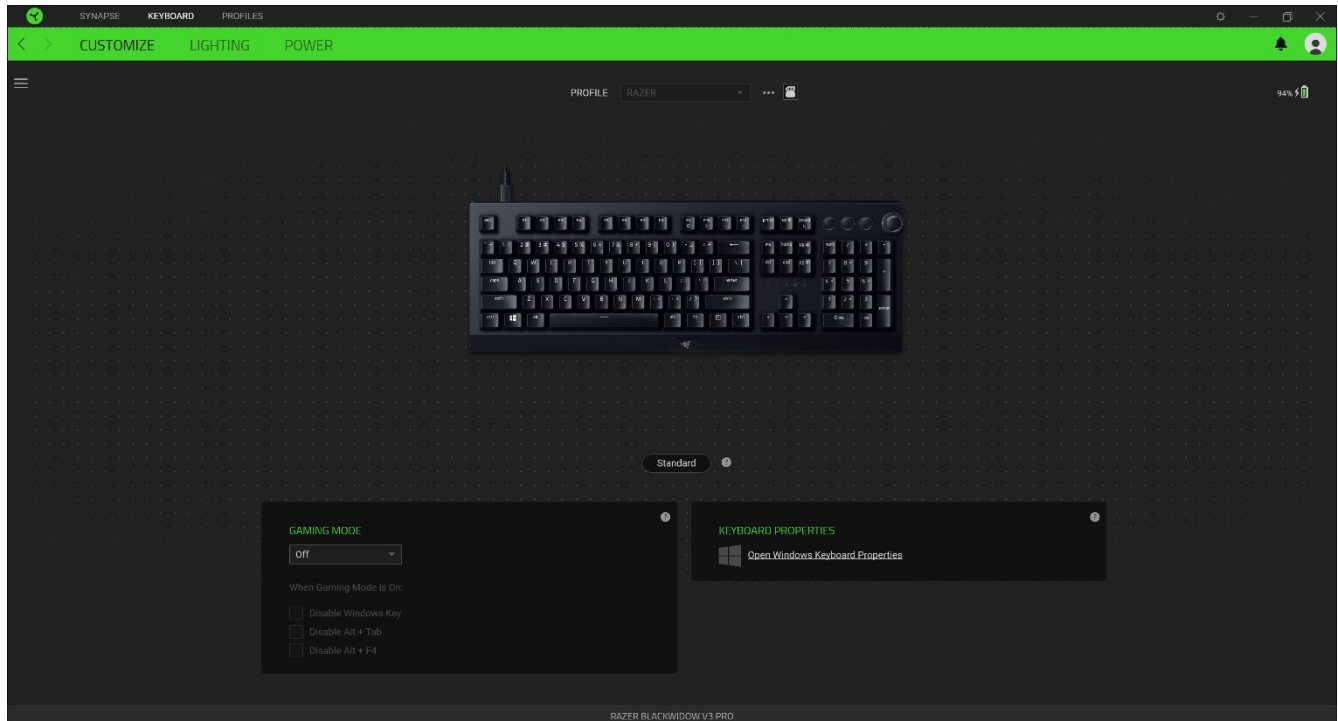 SYNAPSE KEYBOARD PROFILES
CUSTOMIZE LIGHTING POWER
PROFILE RAZER
94%
Standard
GAMING MODE
Off
When Gaming Mode is On:
Disable Windows Key
Disable Alt + Tab
Disable Alt + F4
KEYBOARD PROPERTIES
Open Windows Keyboard Properties
RAZER BLACKWIDOW V3 PRO